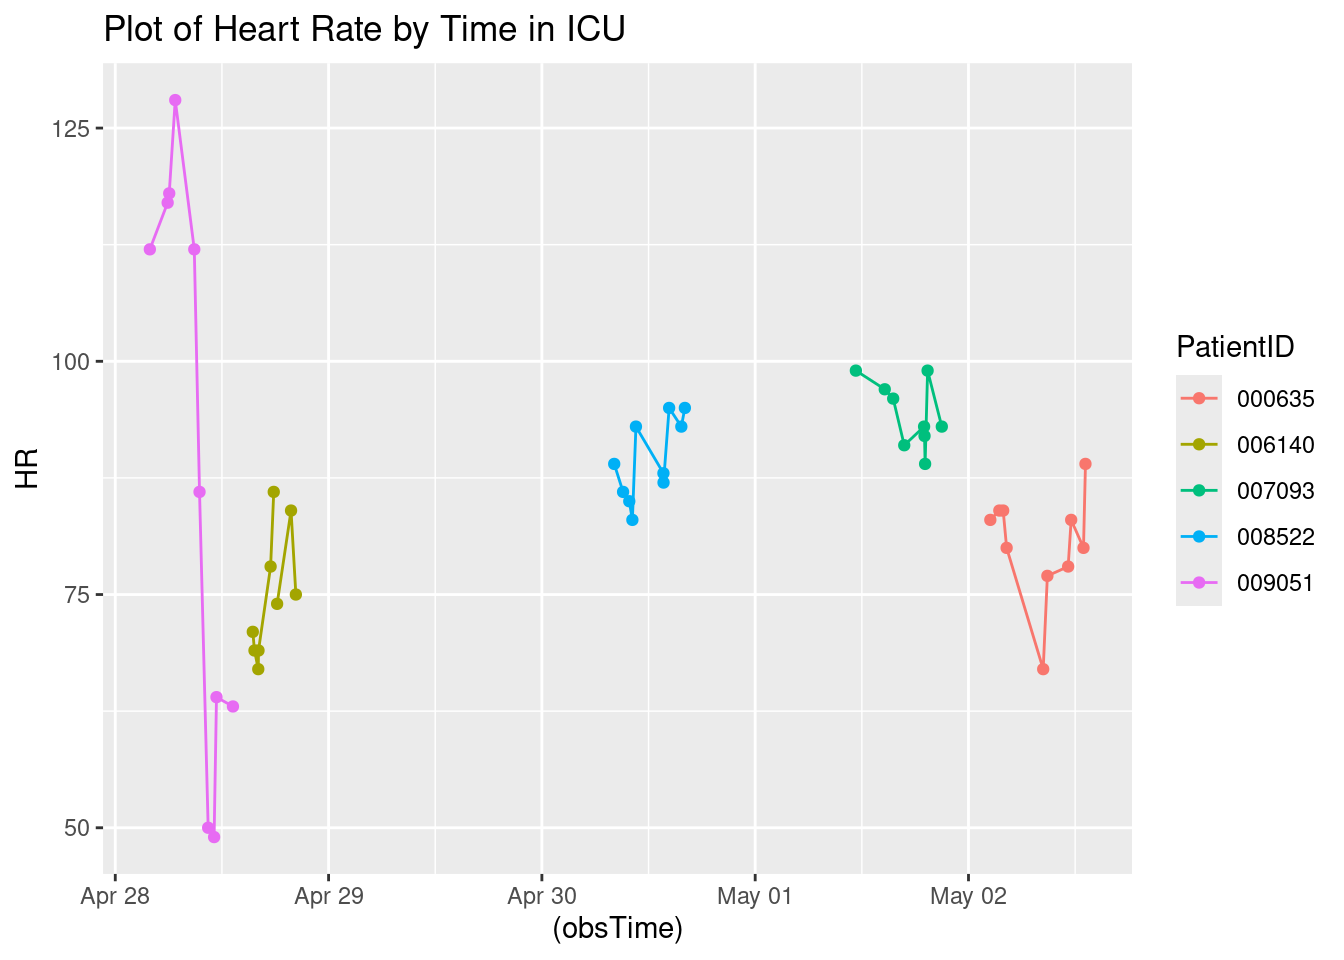 Plot of Heart Rate by Time in ICU
125
100
75
50
HR
Apr 28
Apr 29
Apr 30
May 01
May 02
(obsTime)
PatientID
000635
006140
007093
008522
009051